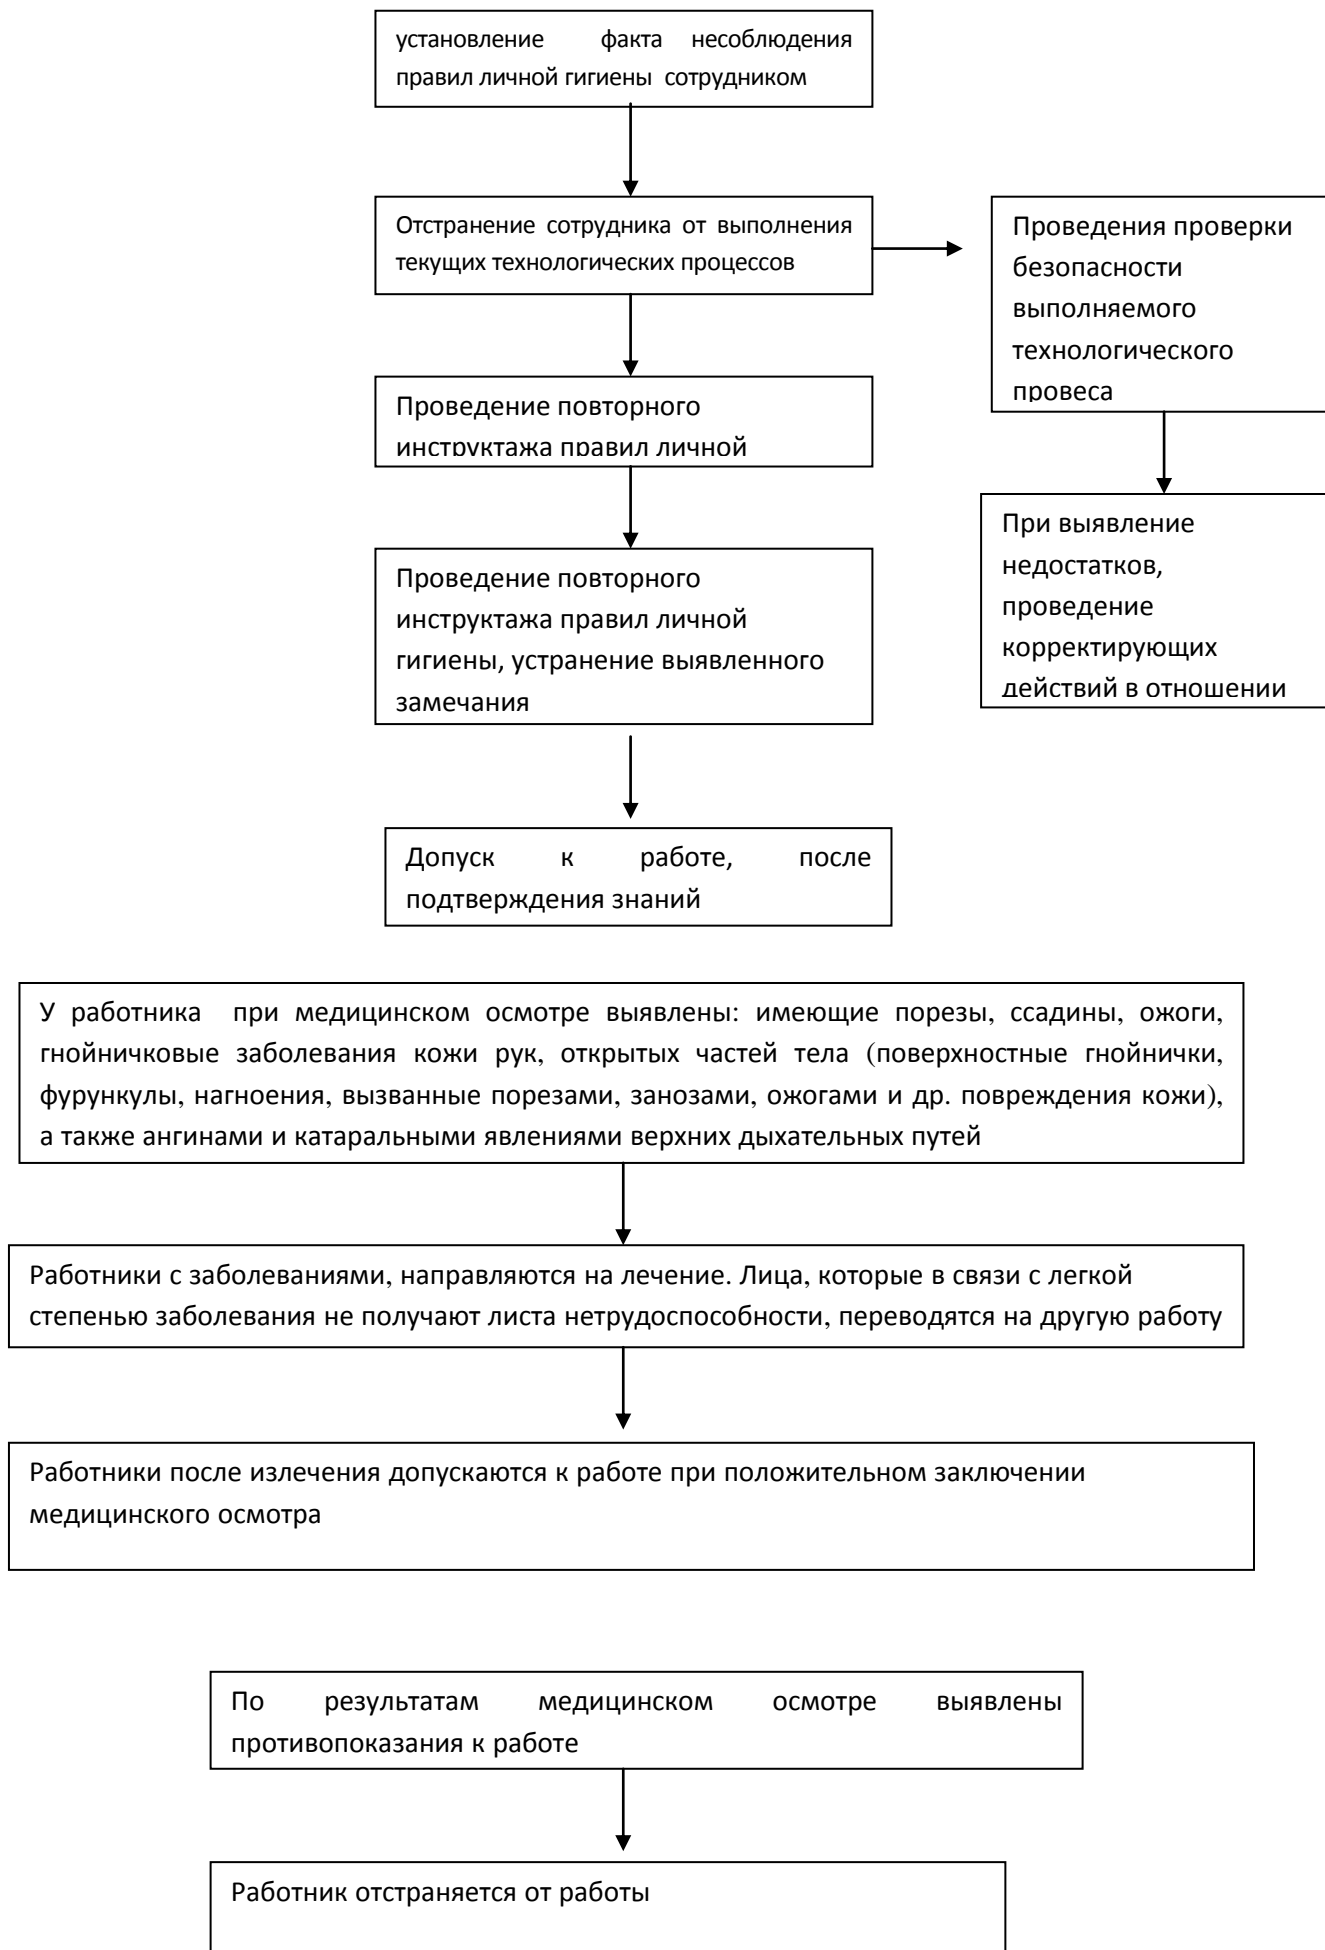 установление факта несоблюдения
правил личной гигиены сотрудником
Отстранение сотрудника от выполнения
текущих технологических процессов
Проведения проверки
безопасности
выполняемого
технологического
провеса
Проведение повторного
инструктажа правил личной
При выявление
недостатков,
проведение
корректирующих
действий в отношении
Проведение повторного
инструктажа правил личной
гигиены, устранение выявленного
замечания
Допуск к работе, после
подтверждения знаний
У работника при медицинском осмотре выявлены: имеющие порезы, ссадины, ожоги,
гнойничковые заболевания кожи рук, открытых частей тела (поверхностные гнойнички,
фурункулы, нагноения, вызванные порезами, занозами, ожогами и др. повреждения кожи),
а также ангинами и катаральными явлениями верхних дыхательных путей
Работники с заболеваниями, направляются на лечение. Лица, которые в связи с легкой
степенью заболевания не получают листа нетрудоспособности, переводятся на другую работу
Работники после излечения допускаются к работе при положительном заключении
медицинского осмотра
По результатам медицинском осмотре выявлены
противопоказания к работе
Работник отстраняется от работы